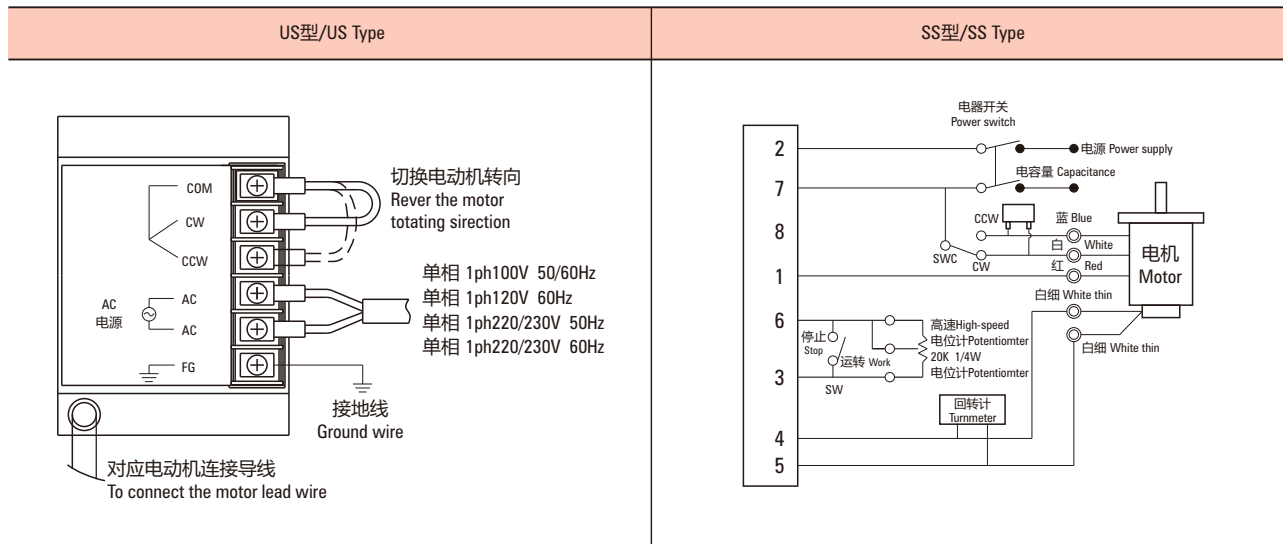 US型/US Type
SS型/SS Type
COM
CW
CCW
AC
电源
AC
AC
FG
切换电动机转向
Rever the motor
totating sirection
单相 1ph100V 50/60Hz
单相 1ph120V 60Hz
单相 1ph220/230V 50Hz
单相 1ph220/230V 60Hz
接地线
Ground wire
对应电动机连接导线
To connect the motor lead wire
电器开关
Power switch
2
电源 Power supply
电容量 Capacitance
7
CCW
蓝 Blue
8
白 White
SWC
CW
红 Red
电机
Motor
1
白细 White thin
6
高速High-speed
停止
Stop
电位计Potentiomter
20K 1/4W
运转 Work
电位计Potentiomter
白细 White thin
3
SW
回转计
Turnmeter
4
5